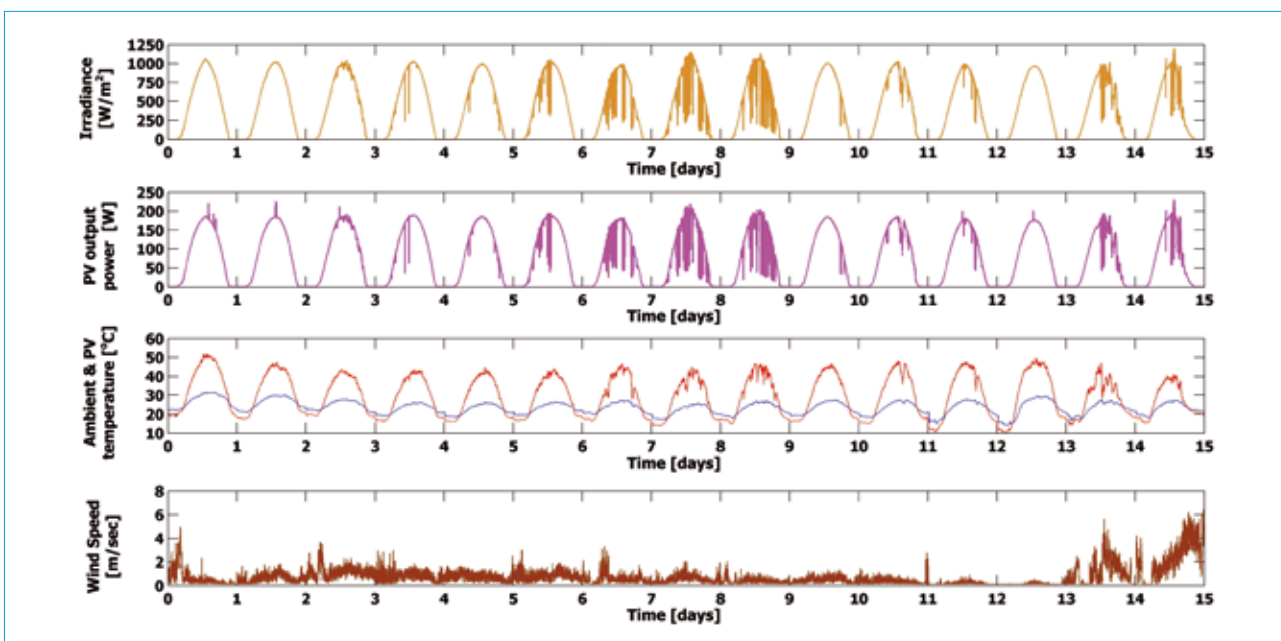 Irradiance
[W/m²]
1250
1000
750
500
250
0
0 1 2 3 4 5 6 7 8 9 10 11 12 13 14 15
Time [days]
PV output
power [W]
250
200
150
100
50
0
0 1 2 3 4 5 6 7 8 9 10 11 12 13 14 15
Time [days]
Ambient & PV
temperature [°C]
60
50
40
30
20
10
0 1 2 3 4 5 6 7 8 9 10 11 12 13 14 15
Time [days]
Wind Speed
[m/sec]
8
6
4
2
0
0 1 2 3 4 5 6 7 8 9 10 11 12 13 14 15
Time [days]